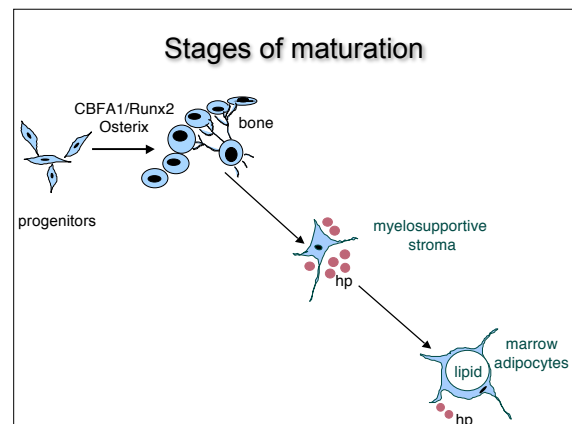 Stages of maturation
CBFA1/Runx2
Osterix
bone
progenitors
myelosupportive
stroma
hp
marrow
adipocytes
lipid
hp